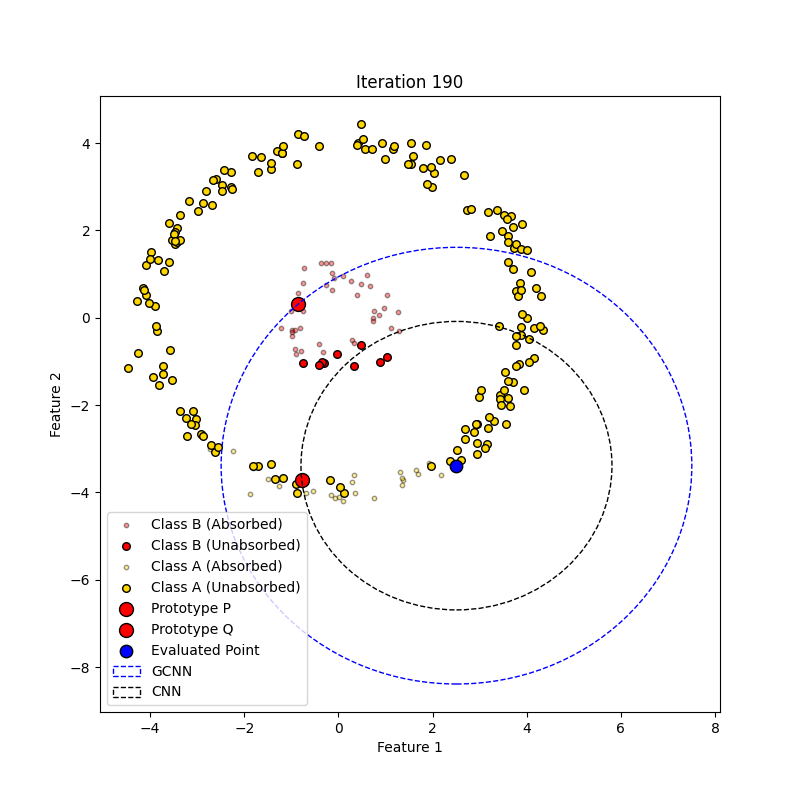 Iteration 190
4
2
0
−2
−4
−6
−8
Feature 2
Class B (Absorbed)
Class B (Unabsorbed)
Class A (Absorbed)
Class A (Unabsorbed)
Prototype P
Prototype Q
Evaluated Point
GCNN
CNN
−4 −2 0 2 4 6 8
Feature 1